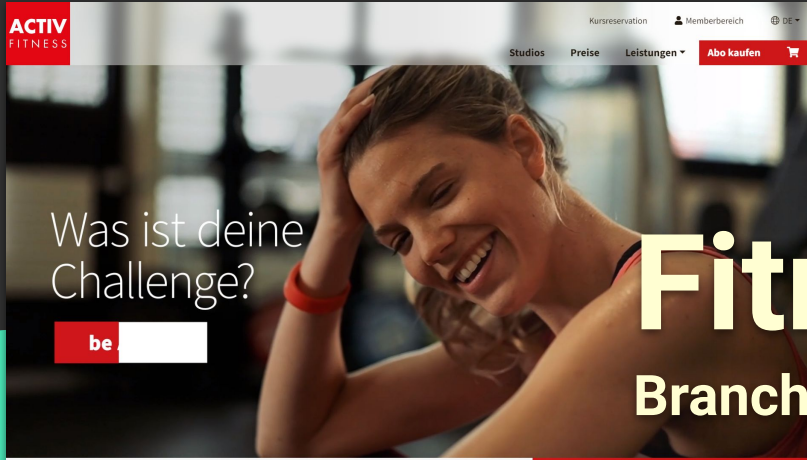 ACTIV
FITNESS
Kursreservation
Memberbereich
DE
Studios
Preise
Leistungen
Abo kaufen
Was ist deine
Challenge?
be
Fit
Branch